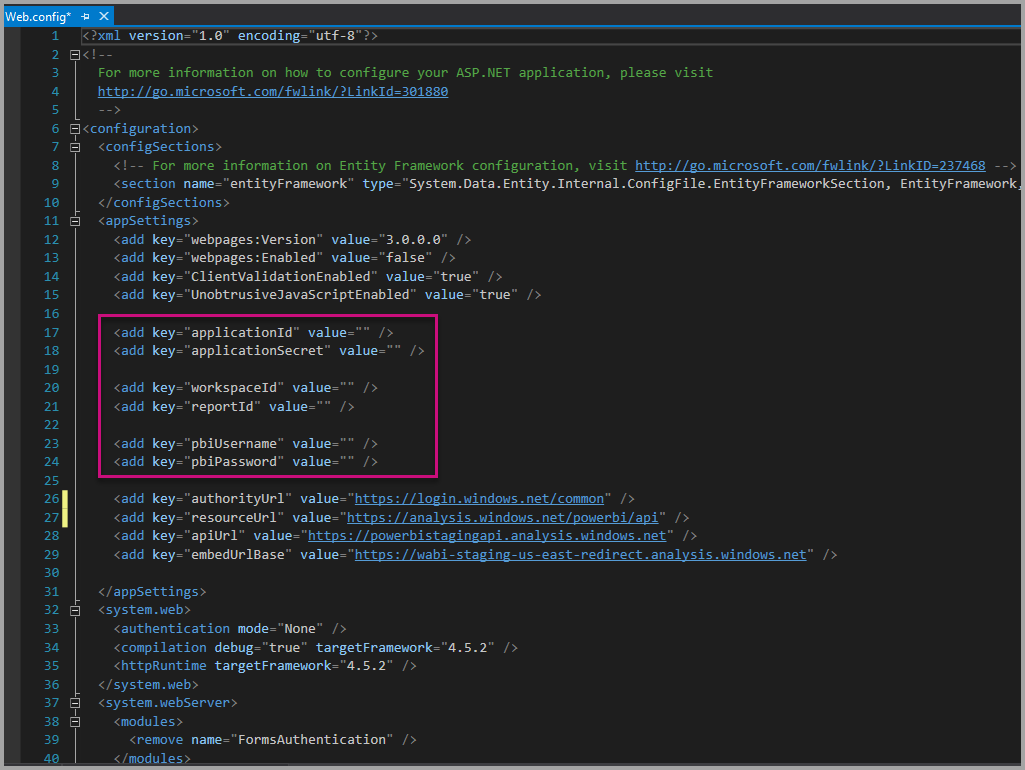 Web.config*
1 <?xml version="1.0" encoding="utf-8"?>
2 <!--
3 For more information on how to configure your ASP.NET application, please visit
4 http://go.microsoft.com/fwlink/?LinkId=301880
5 -->
6 <configuration>
7 <configSections>
8 <!-- For more information on Entity Framework configuration, visit http://go.microsoft.com/fwlink/?LinkID=237468 -->
9 <section name="entityFramework" type="System.Data.Entity.Internal.ConfigFile.EntityFrameworkSection, EntityFramework,
10 </configSections>
11 <appSettings>
12 <add key="webpages:Version" value="3.0.0.0" />
13 <add key="webpages:Enabled" value="false" />
14 <add key="ClientValidationEnabled" value="true" />
15 <add key="UnobtrusiveJavaScriptEnabled" value="true" />
16
17 <add key="applicationId" value="" />
18 <add key="applicationSecret" value="" />
19
20 <add key="workspaceId" value="" />
21 <add key="reportId" value="" />
22
23 <add key="pbiUsername" value="" />
24 <add key="pbiPassword" value="" />
25
26 <add key="authorityUrl" value="https://login.windows.net/common" />
27 <add key="resourceUrl" value="https://analysis.windows.net/powerbi/api" />
28 <add key="apiUrl" value="https://powerbistagingapi.analysis.windows.net" />
29 <add key="embedUrlBase" value="https://wabi-staging-us-east-redirect.analysis.windows.net" />
30
31 </appSettings>
32 <system.web>
33 <authentication mode="None" />
34 <compilation debug="true" targetFramework="4.5.2" />
35 <httpRuntime targetFramework="4.5.2" />
36 </system.web>
37 <system.webServer>
38 <modules>
39 <remove name="FormsAuthentication" />
40 </modules>